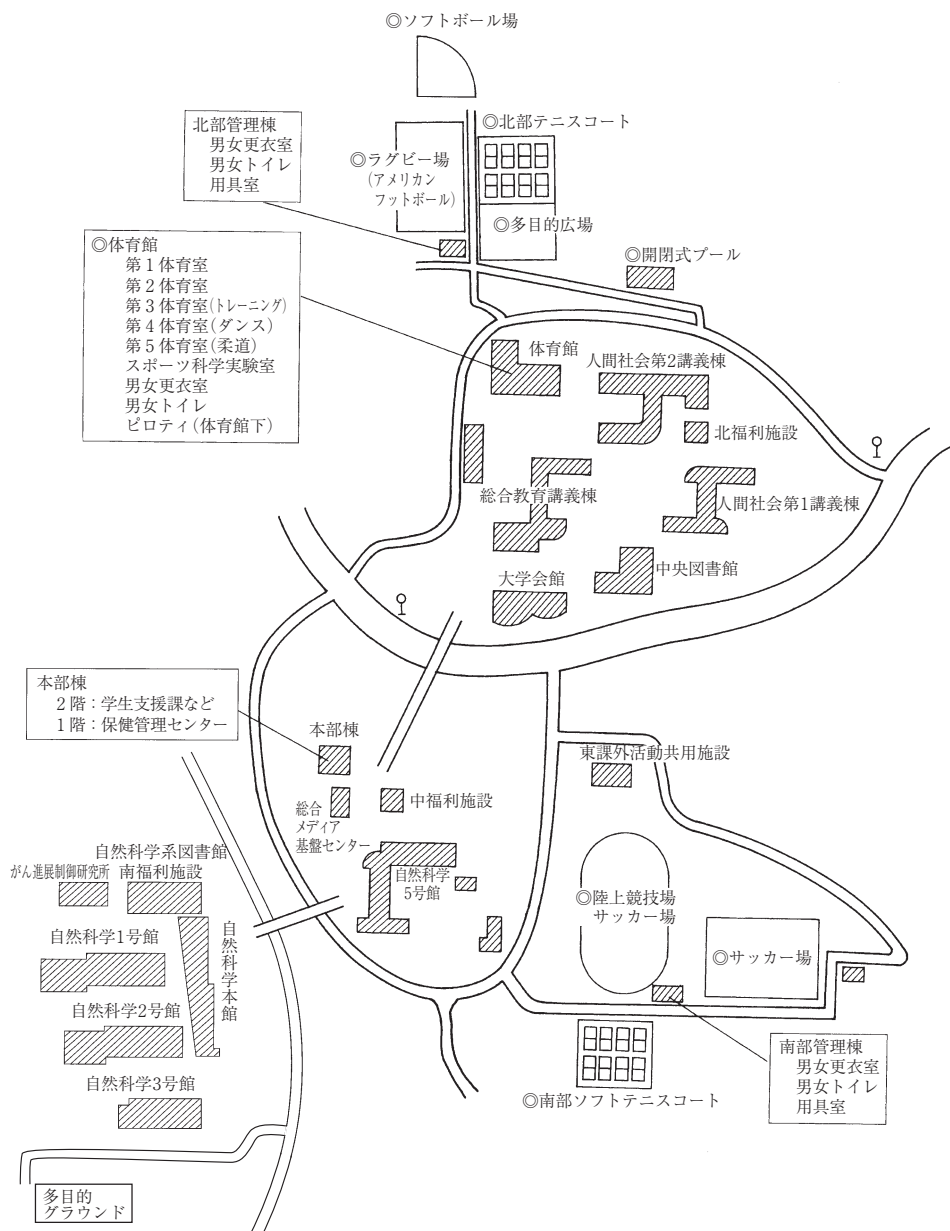 ◎ソフトボール場
北部管理棟
男女更衣室
男女トイレ
用具室
◎北部テニスコート
◎ラグビー場
(アメリカン
フットボール)
◎多目的広場
◎開閉式プール
◎体育館
第1体育室
第2体育室
第3体育室(トレーニング)
第4体育室(ダンス)
第5体育室(柔道)
スポーツ科学実験室
男女更衣室
男女トイレ
ピロティ(体育館下)
体育館
人間社会第2講義棟
北福利施設
総合教育講義棟
人間社会第1講義棟
大学会館
中央図書館
本部棟
2階：学生支援課など
1階：保健管理センター
本部棟
東課外活動共用施設
総合
メディア
基盤センター
中福利施設
自然科学系図書館
がん進展制御研究所
南福利施設
自然科学
5号館
◎陸上競技場
サッカー場
自然科学1号館
自然科学本館
◎サッカー場
自然科学2号館
自然科学3号館
南部管理棟
男女更衣室
男女トイレ
用具室
◎南部ソフトテニスコート
多目的
グラウンド